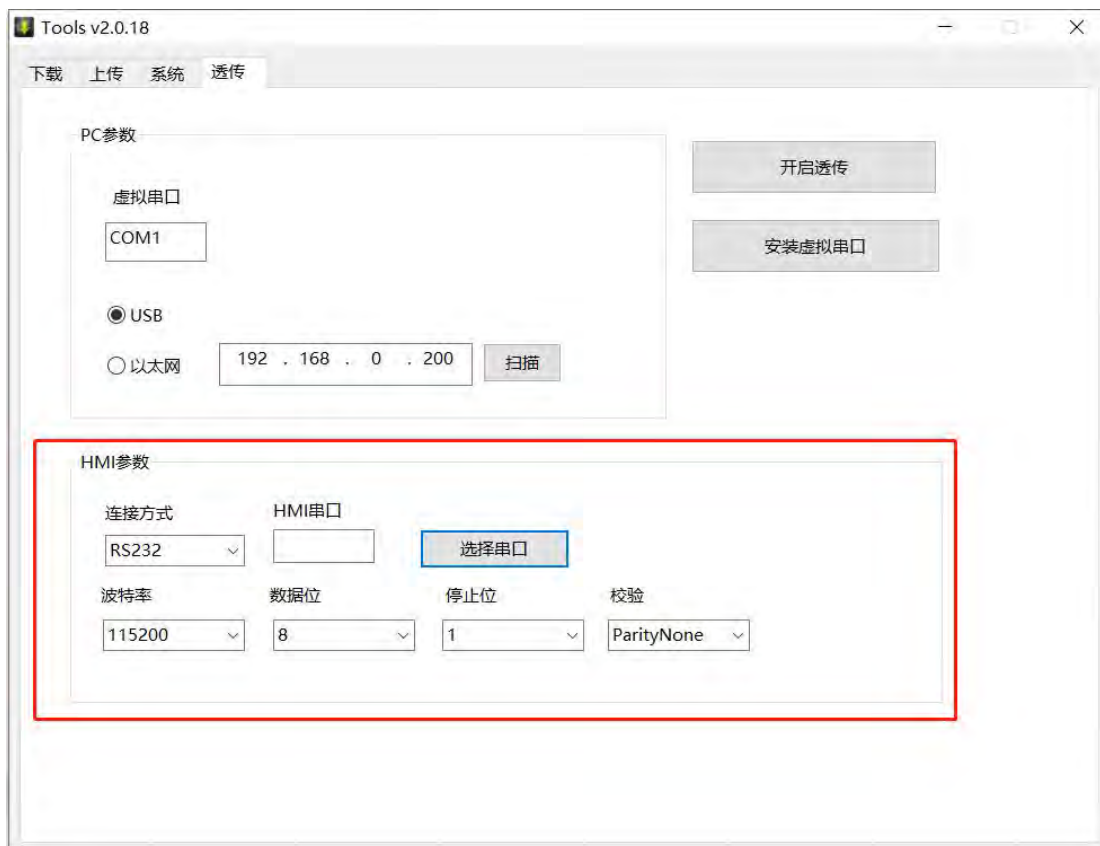 Tools v2.0.18
下载 上传 系统 透传
PC参数
开启透传
虚拟串口
COM1
安装虚拟串口
USB
以太网 192 . 168 . 0 . 200 扫描
HMI参数
连接方式 HMI串口
RS232 选择串口
波特率 数据位 停止位 校验
115200 8 1 ParityNone